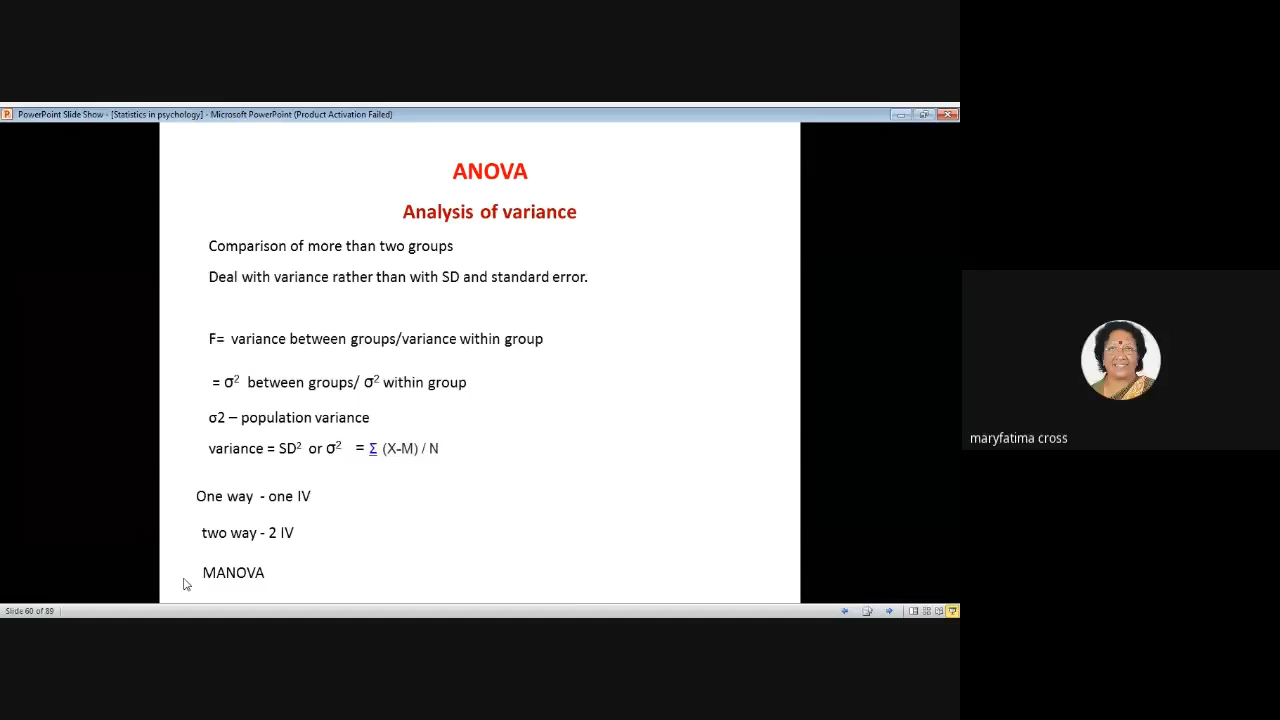 PowerPoint Slide Show - [Statistics in psychology] - Microsoft PowerPoint (Product Activation Failed)
ANOVA
Analysis of variance
Comparison of more than two groups
Deal with variance rather than with SD and standard error.
F= variance between groups/variance within group
= σ² between groups/ σ² within group
σ2 – population variance
variance = SD² or σ² = Σ (X-M) / N
One way - one IV
two way - 2 IV
MANOVA
Slide 60 of 89
maryfatima cross